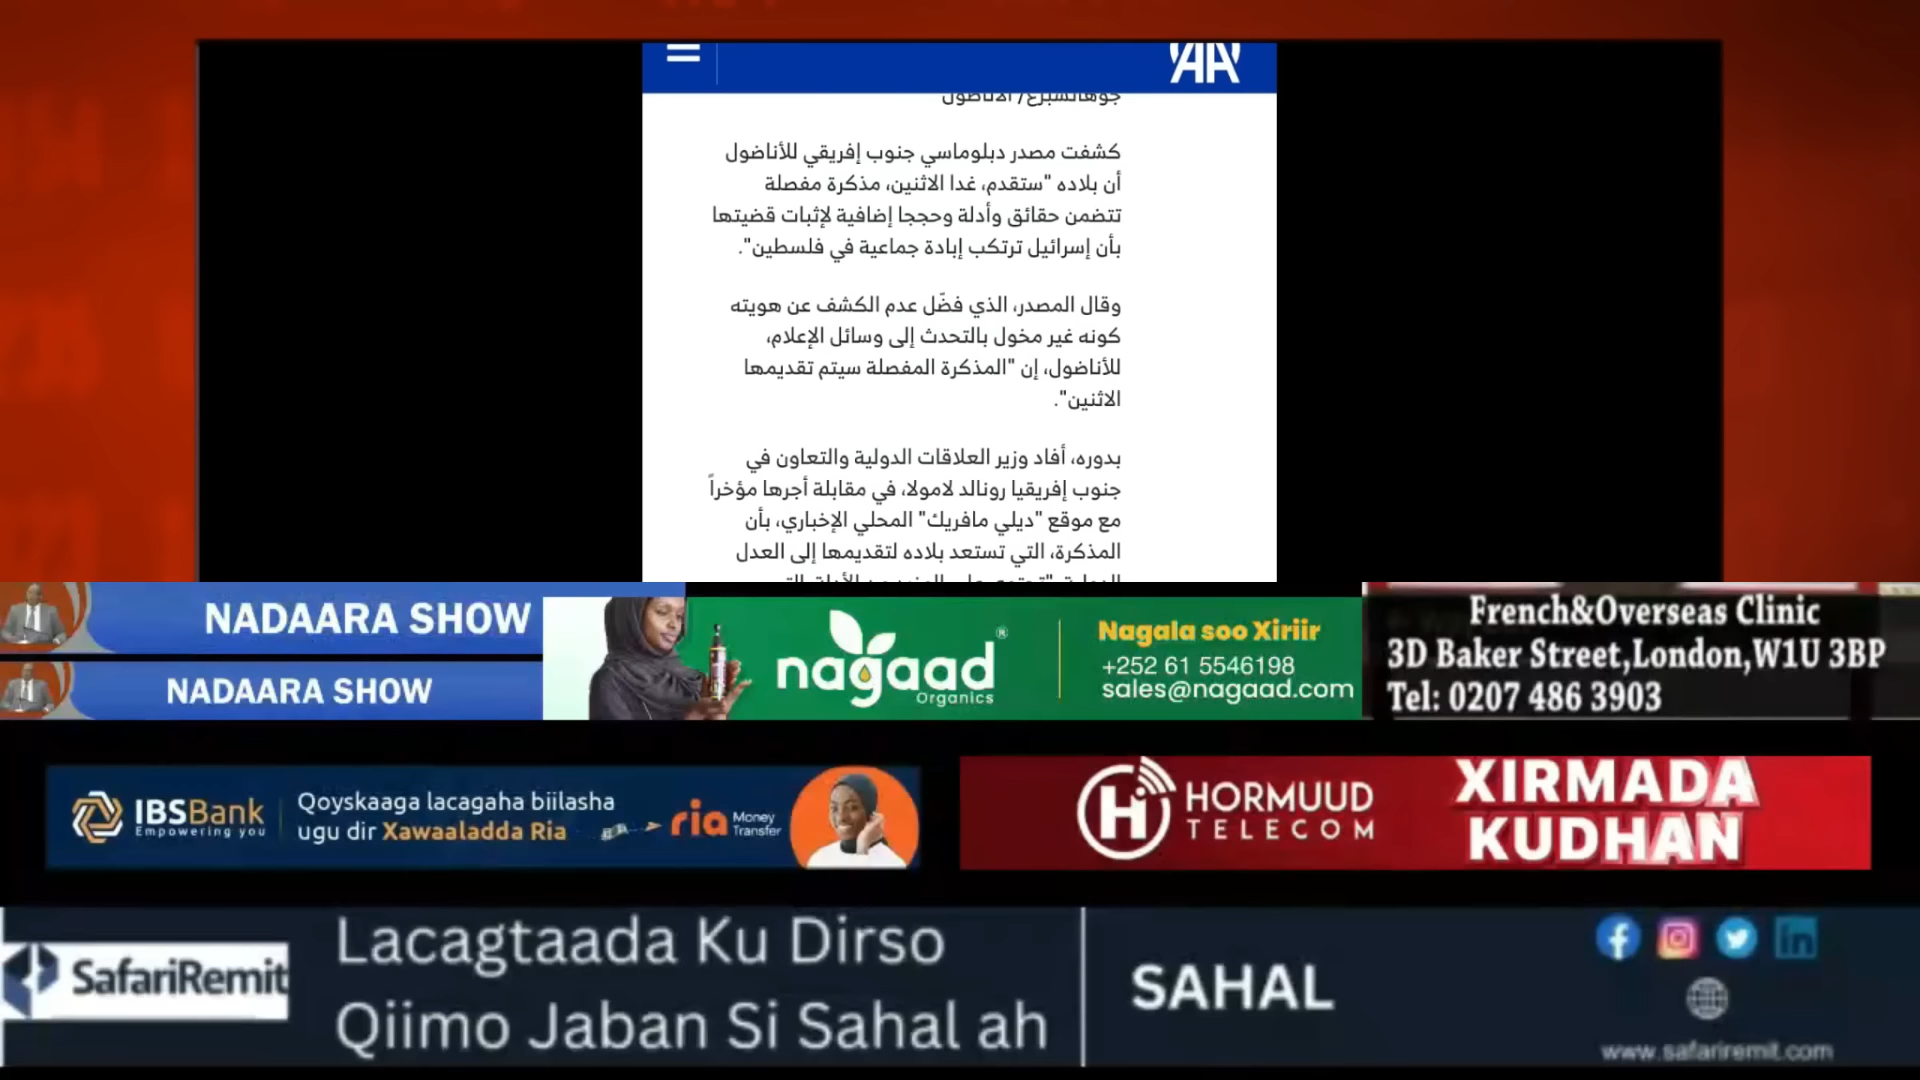 جوهانسبرغ/ الأناضول
كشفت مصدر دبلوماسي جنوب إفريقي للأناضول
أن بلاده "ستقدم، غدا الاثنين، مذكرة مفصلة
تتضمن حقائق وأدلة وحججا إضافية لإثبات قضيتها
بأن إسرائيل ترتكب إبادة جماعية في فلسطين".
وقال المصدر، الذي فضّل عدم الكشف عن هويته
كونه غير مخول بالتحدث إلى وسائل الإعلام،
للأناضول، إن "المذكرة المفصلة سيتم تقديمها
الاثنين".
بدوره، أفاد وزير العلاقات الدولية والتعاون في
جنوب إفريقيا رونالد لامولا، في مقابلة أجرها مؤخراً
مع موقع "ديلي مافريك" المحلي الإخباري، بأن
المذكرة، التي تستعد بلاده لتقديمها إلى العدل
NADAARA SHOW
NADAARA SHOW
nagaad
Organics
Nagala soo Xiriir
+252 61 5546198
sales@nagaad.com
French&Overseas Clinic
3D Baker Street,London,W1U 3BP
Tel: 0207 486 3903
IBSBank
Empowering you
Qoyskaaga lacagaha biilasha
ugu dir Xawaaladda Ria
ria Money Transfer
HORMUUD
TELECOM
XIRMADA
KUDHAN
SafariRemit
Lacagtaada Ku Dirso
Qiimo Jaban Si Sahal ah
SAHAL
www.safariremit.com